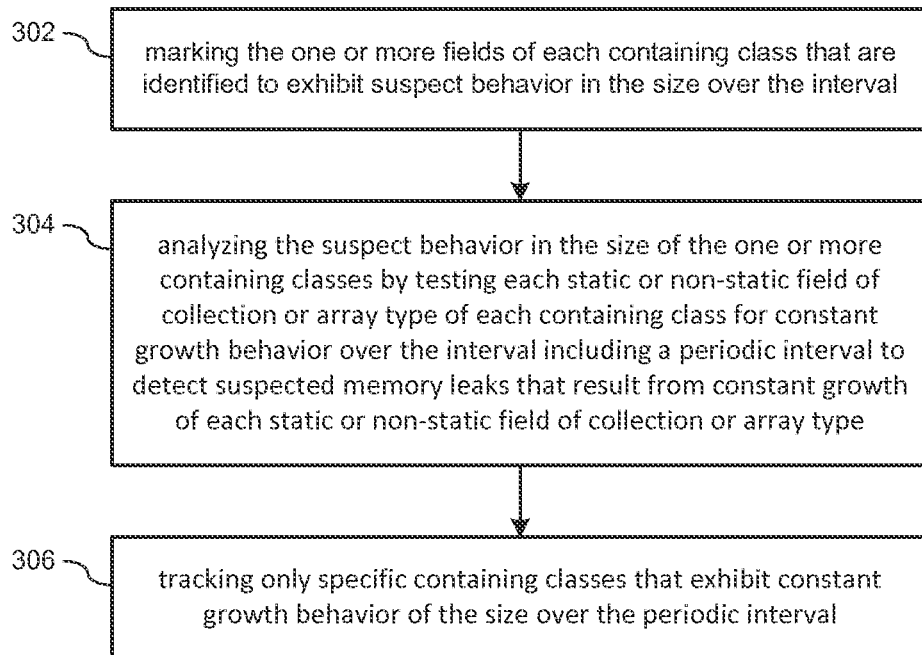 302
marking the one or more fields of each containing class that are
identified to exhibit suspect behavior in the size over the interval
304
analyzing the suspect behavior in the size of the one or more
containing classes by testing each static or non-static field of
collection or array type of each containing class for constant
growth behavior over the interval including a periodic interval to
detect suspected memory leaks that result from constant growth
of each static or non-static field of collection or array type
306
tracking only specific containing classes that exhibit constant
growth behavior of the size over the periodic interval